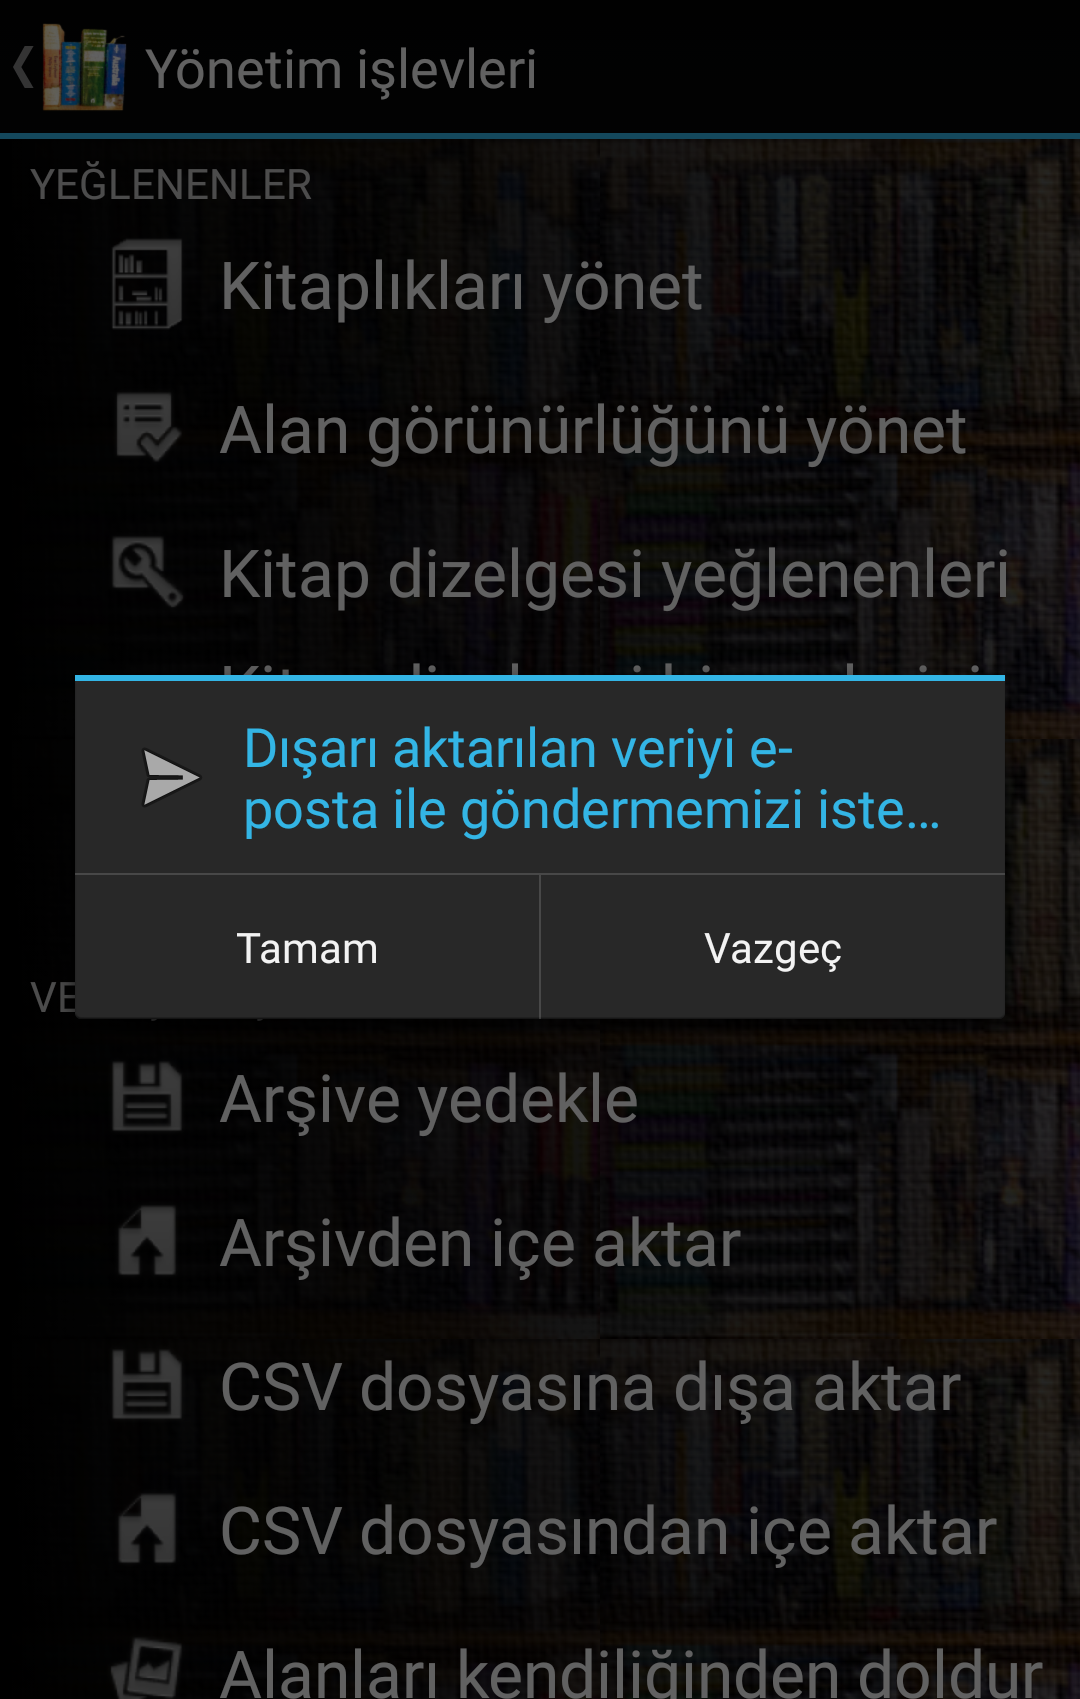 Yönetim işlevleri
YEĞLENENLER
Kitaplıkları yönet
Alan görünürlüğünü yönet
Kitap dizelgesi yeğlenenleri
Dışarı aktarılan veriyi e-
posta ile göndermemizi iste...
Tamam
Vazgeç
Arşive yedekle
Arşivden içe aktar
CSV dosyasına dışa aktar
CSV dosyasından içe aktar
Alanları kendiliğinden doldur